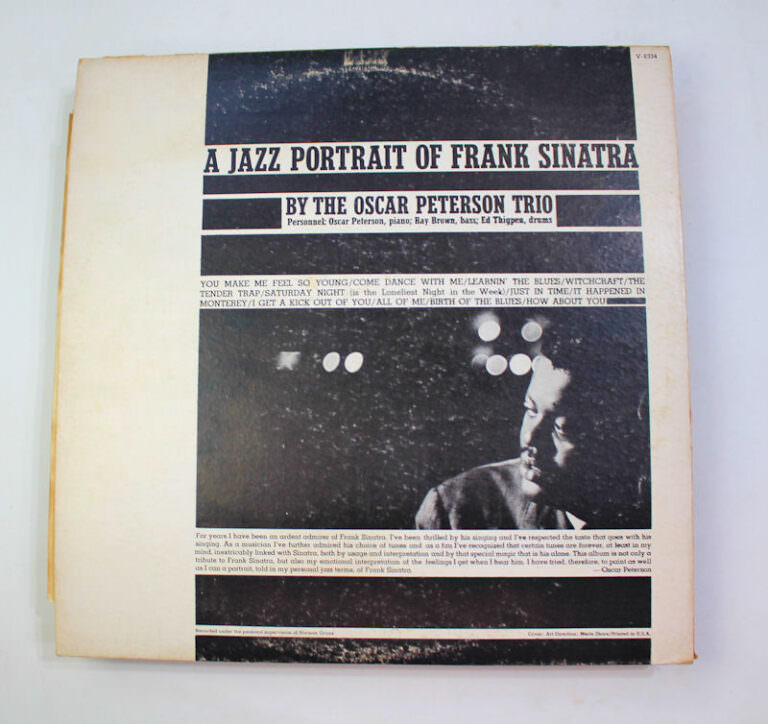 V-8334
A JAZZ PORTRAIT OF FRANK SINATRA
BY THE OSCAR PETERSON TRIO
Personnel: Oscar Peterson, piano; Ray Brown, bass; Ed Thigpen, drums
YOU MAKE ME FEEL SO YOUNG/COME DANCE WITH ME/LEARNIN' THE BLUES/WITCHCRAFT/THE
TENDER TRAP/SATURDAY NIGHT (is the Loneliest Night in the Week)/JUST IN TIME/IT HAPPENED IN
MONTEREY/I GET A KICK OUT OF YOU/ALL OF ME/BIRTH OF THE BLUES/HOW ABOUT YOU
For years I have been an ardent admirer of Frank Sinatra. I've been thrilled by his singing and I've respected the taste that goes with his
singing. As a musician I've further admired his choice of tunes and as a fan I've recognized that certain tunes are forever, at least in my
mind, inextricably linked with Sinatra, both by usage and interpretation and by that special magic that is his alone. This album is not only a
tribute to Frank Sinatra, but also my emotional interpretation of the feelings I get when I hear him. I have tried, therefore, to paint as well
as I can a portrait, told in my personal jazz terms, of Frank Sinatra. —Oscar Peterson
Recorded under the personal supervision of Norman Granz
Cover: Art Direction: Merle Shore/Printed in U.S.A.